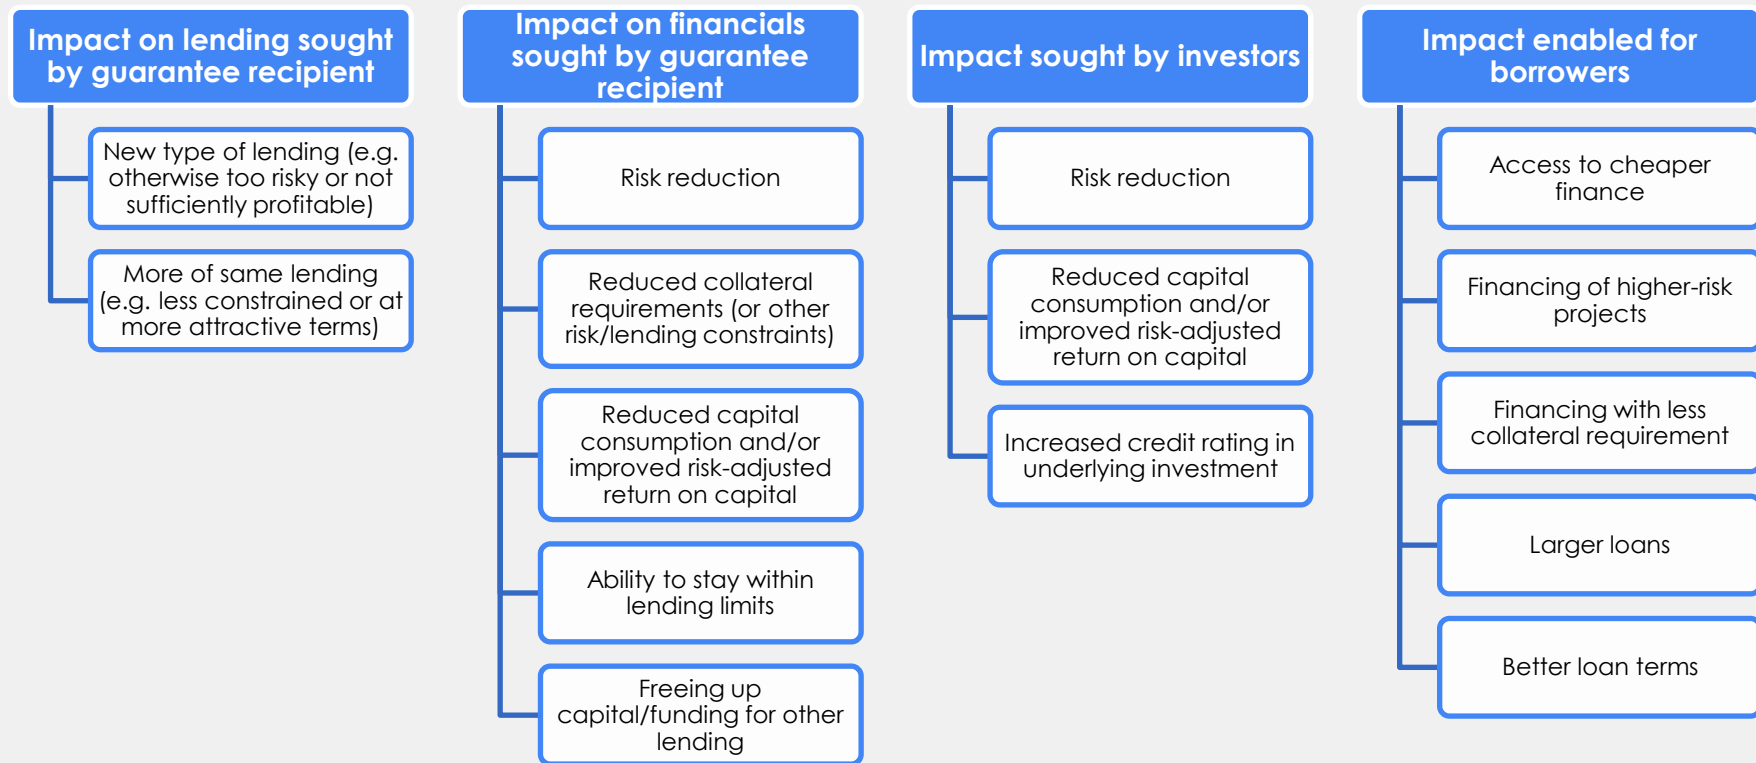 Impact on lending sought
by guarantee recipient
New type of lending (e.g.
otherwise too risky or not
sufficiently profitable)
More of same lending
(e.g. less constrained or at
more attractive terms)
Impact on financials
sought by guarantee
recipient
Risk reduction
Reduced collateral
requirements (or other
risk/lending constraints)
Reduced capital
consumption and/or
improved risk-adjusted
return on capital
Ability to stay within
lending limits
Freeing up
capital/funding for other
lending
Impact sought by investors
Risk reduction
Reduced capital
consumption and/or
improved risk-adjusted
return on capital
Increased credit rating in
underlying investment
Impact enabled for
borrowers
Access to cheaper
finance
Financing of higher-risk
projects
Financing with less
collateral requirement
Larger loans
Better loan terms